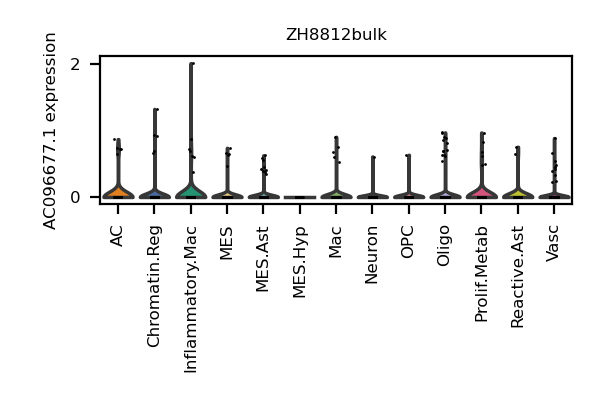 ZH8812bulk
AC096677.1 expression
2
0
AC
Chromatin.Reg
Inflammatory.Mac
MES
MES.Ast
MES.Hyp
Mac
Neuron
OPC
Oligo
Prolif.Metab
Reactive.Ast
Vasc